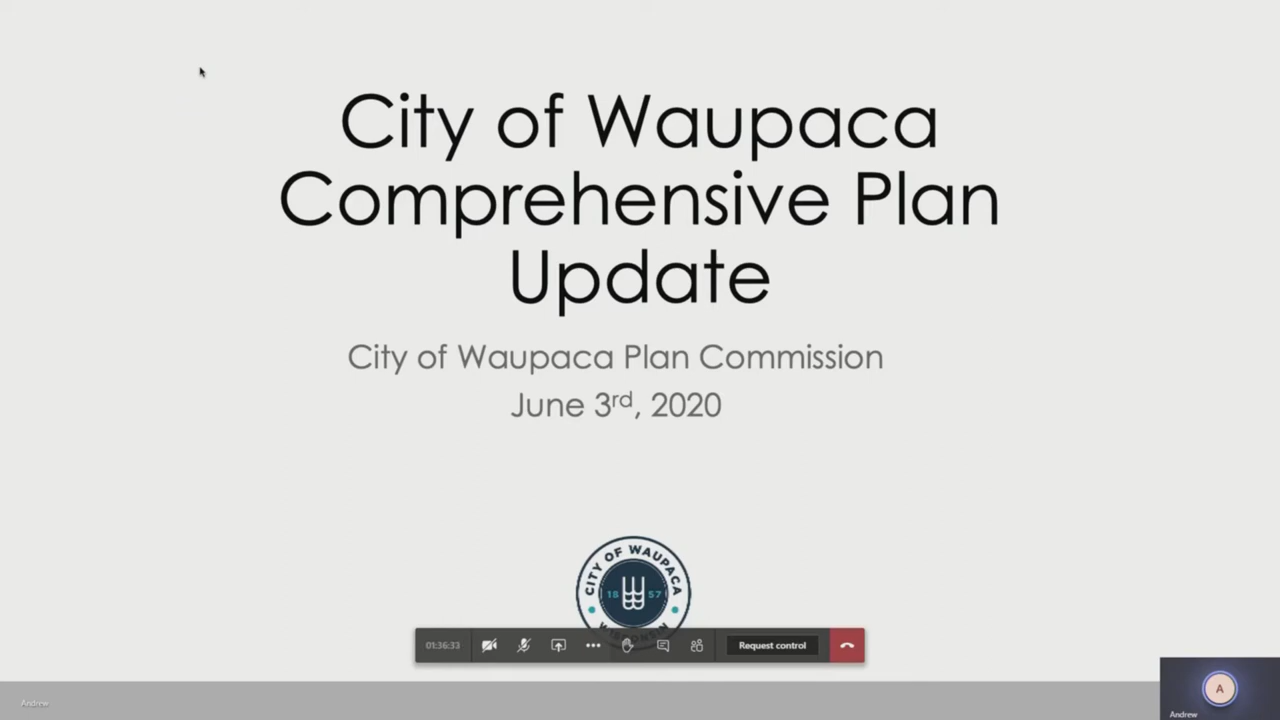 City of Waupaca
Comprehensive Plan
Update
City of Waupaca Plan Commission
June 3rd, 2020
CITY OF WAUPACA
18 57
WISCONSIN
01:36:33
Request control
Andrew
A
Andrew